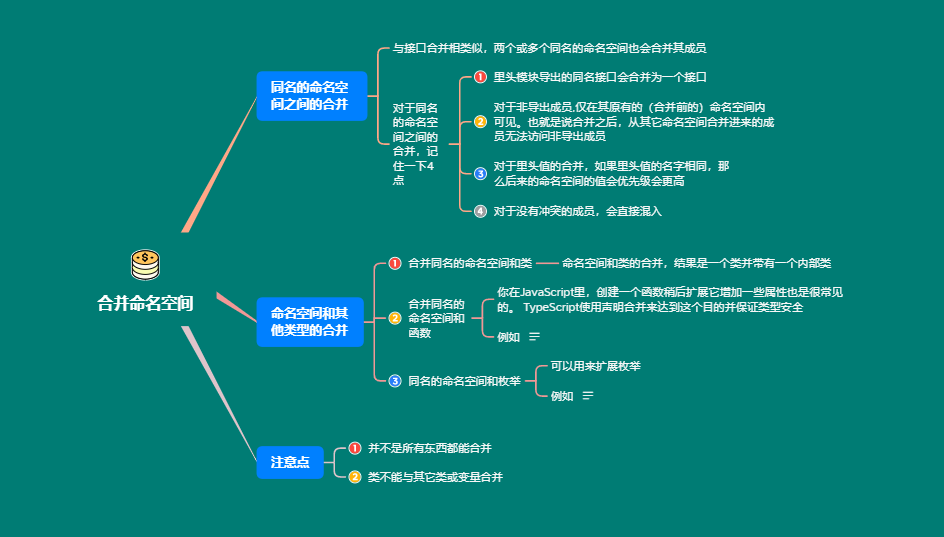 合并命名空间
同名的命名空
间之间的合并
与接口合并相类似，两个或多个同名的命名空间也会合并其成员
对于同名
的命名空
间之间的
合并，记
住一下4
点
1 里头模块导出的同名接口会合并为一个接口
2 对于非导出成员,仅在其原有的（合并前的）命名空间内
可见。也就是说合并之后，从其它命名空间合并进来的成
员无法访问非导出成员
3 对于里头值的合并，如果里头值的名字相同，那
么后来的命名空间的值会优先级会更高
4 对于没有冲突的成员，会直接混入
命名空间和其
他类型的合并
1 合并同名的命名空间和类
命名空间和类的合并，结果是一个类并带有一个内部类
2 合并同名的
命名空间和
函数
你在JavaScript里，创建一个函数稍后扩展它增加一些属性也是很常见
的。 TypeScript使用声明合并来达到这个目的并保证类型安全
例如
3 同名的命名空间和枚举
可以用来扩展枚举
例如
注意点
1 并不是所有东西都能合并
2 类不能与其它类或变量合并